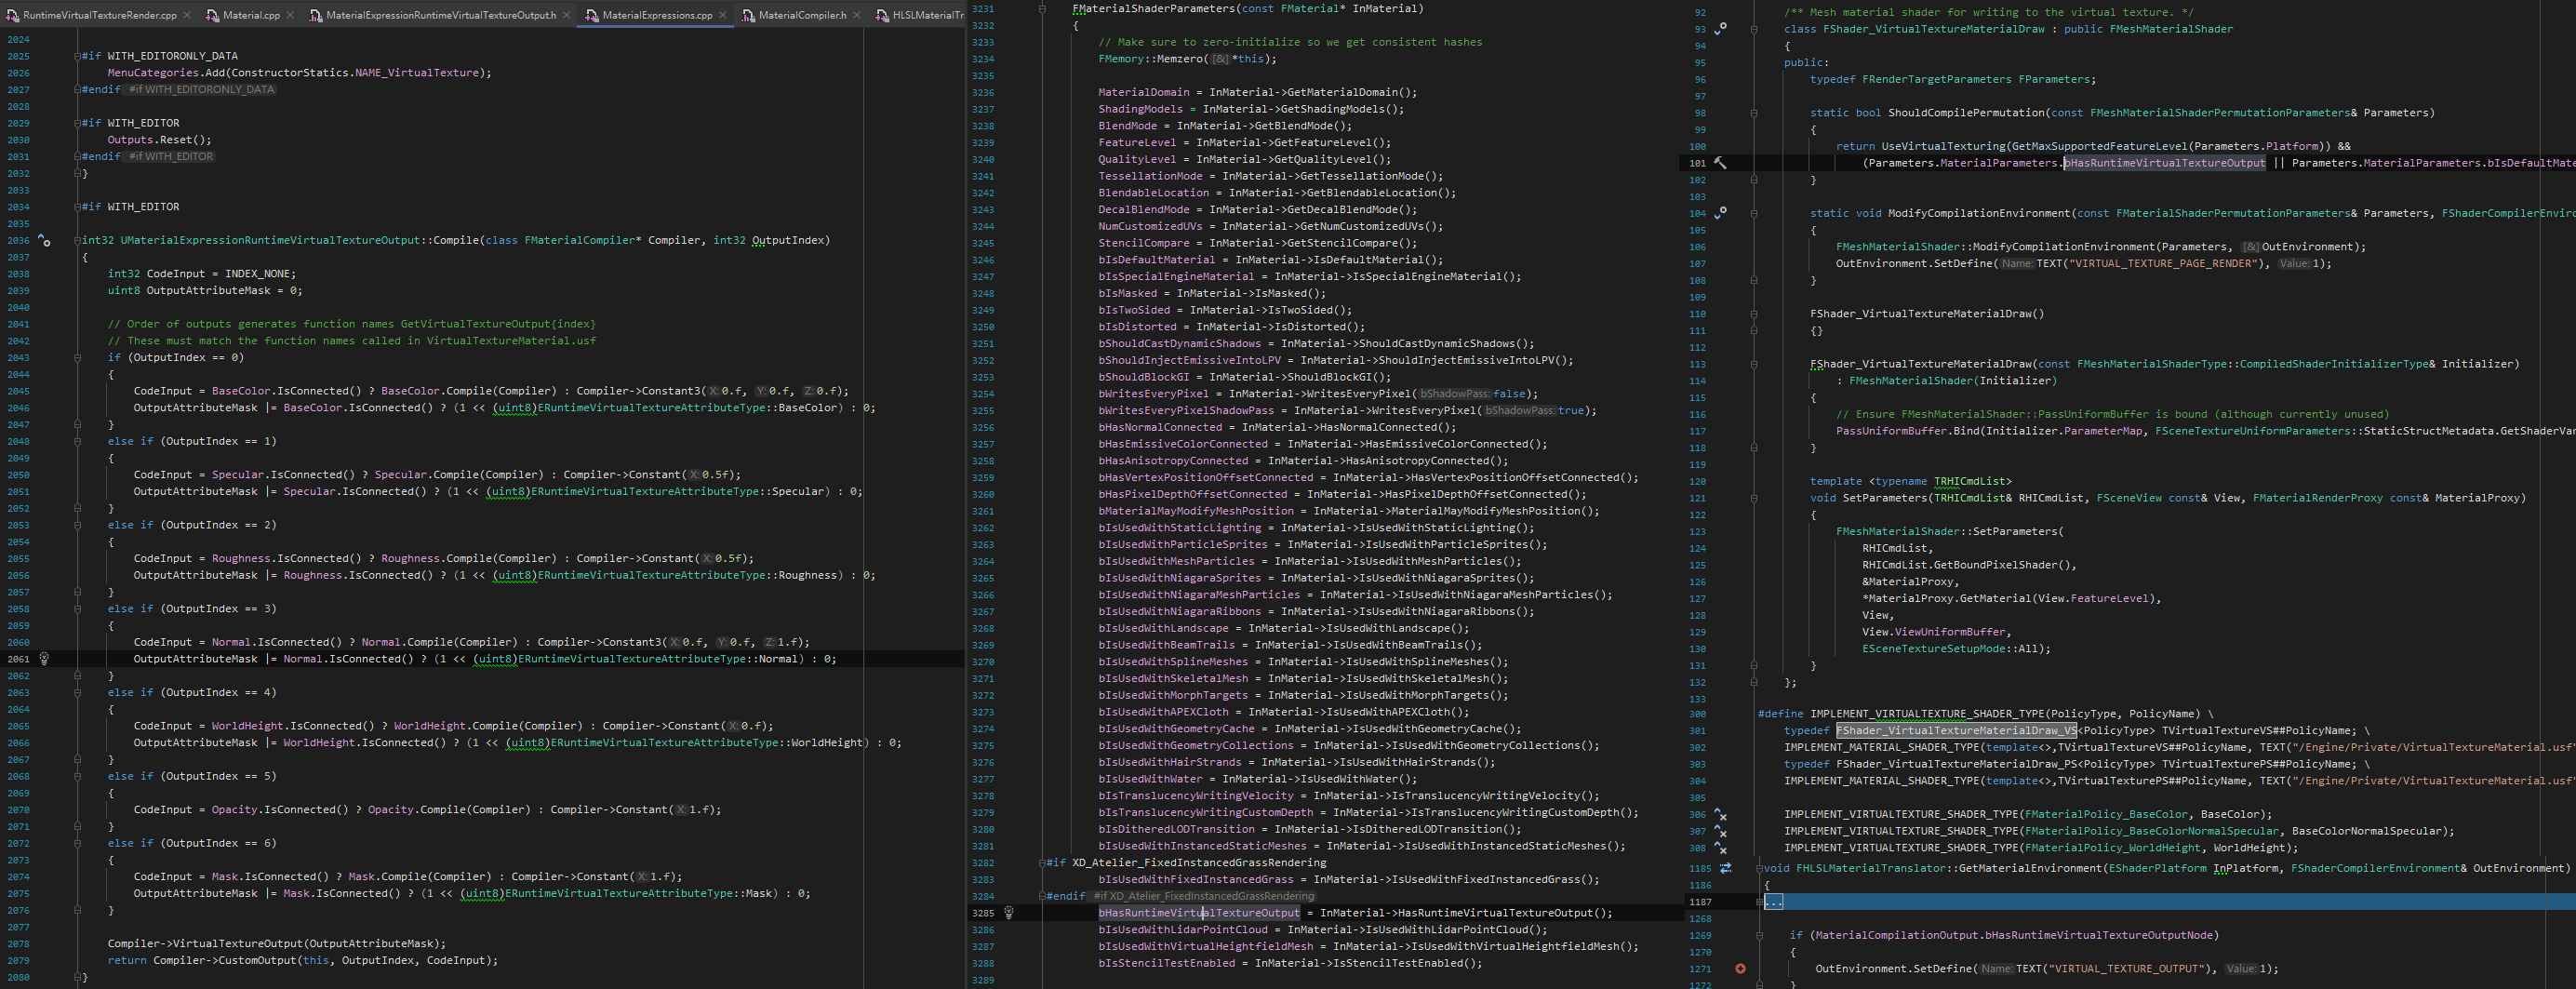 RuntimeVirtualTextureRender.cpp
Material.cpp
MaterialExpressionRuntimeVirtualTextureOutput.h
MaterialExpressions.cpp
MaterialCompiler.h
HLSLMaterialTr
2024
2025 #if WITH_EDITORONLY_DATA
2026 MenuCategories.Add(ConstructorStatics.NAME_VirtualTexture);
2027 #endif #if WITH_EDITORONLY_DATA
2028
2029 #if WITH_EDITOR
2030 Outputs.Reset();
2031 #endif #if WITH_EDITOR
2032 }
2033
2034 #if WITH_EDITOR
2035
2036 int32 UMaterialExpressionRuntimeVirtualTextureOutput::Compile(class FMaterialCompiler* Compiler, int32 OutputIndex)
2037 {
2038 int32 CodeInput = INDEX_NONE;
2039 uint8 OutputAttributeMask = 0;
2040
2041 // Order of outputs generates function names GetVirtualTextureOutput{index}
2042 // These must match the function names called in VirtualTextureMaterial.usf
2043 if (OutputIndex == 0)
2044 {
2045 CodeInput = BaseColor.IsConnected() ? BaseColor.Compile(Compiler) : Compiler->Constant3(X:0.f, Y:0.f, Z:0.f);
2046 OutputAttributeMask |= BaseColor.IsConnected() ? (1 << (uint8)ERuntimeVirtualTextureAttributeType::BaseColor) : 0;
2047 }
2048 else if (OutputIndex == 1)
2049 {
2050 CodeInput = Specular.IsConnected() ? Specular.Compile(Compiler) : Compiler->Constant(X:0.5f);
2051 OutputAttributeMask |= Specular.IsConnected() ? (1 << (uint8)ERuntimeVirtualTextureAttributeType::Specular) : 0;
2052 }
2053 else if (OutputIndex == 2)
2054 {
2055 CodeInput = Roughness.IsConnected() ? Roughness.Compile(Compiler) : Compiler->Constant(X:0.5f);
2056 OutputAttributeMask |= Roughness.IsConnected() ? (1 << (uint8)ERuntimeVirtualTextureAttributeType::Roughness) : 0;
2057 }
2058 else if (OutputIndex == 3)
2059 {
2060 CodeInput = Normal.IsConnected() ? Normal.Compile(Compiler) : Compiler->Constant3(X:0.f, Y:0.f, Z:1.f);
2061 OutputAttributeMask |= Normal.IsConnected() ? (1 << (uint8)ERuntimeVirtualTextureAttributeType::Normal) : 0;
2062 }
2063 else if (OutputIndex == 4)
2064 {
2065 CodeInput = WorldHeight.IsConnected() ? WorldHeight.Compile(Compiler) : Compiler->Constant(X:0.f);
2066 OutputAttributeMask |= WorldHeight.IsConnected() ? (1 << (uint8)ERuntimeVirtualTextureAttributeType::WorldHeight) : 0;
2067 }
2068 else if (OutputIndex == 5)
2069 {
2070 CodeInput = Opacity.IsConnected() ? Opacity.Compile(Compiler) : Compiler->Constant(X:1.f);
2071 }
2072 else if (OutputIndex == 6)
2073 {
2074 CodeInput = Mask.IsConnected() ? Mask.Compile(Compiler) : Compiler->Constant(X:1.f);
2075 OutputAttributeMask |= Mask.IsConnected() ? (1 << (uint8)ERuntimeVirtualTextureAttributeType::Mask) : 0;
2076 }
2077
2078 Compiler->VirtualTextureOutput(OutputAttributeMask);
2079 return Compiler->CustomOutput(this, OutputIndex, CodeInput);
2080 }
3231 FMaterialShaderParameters(const FMaterial* InMaterial)
3232 {
3233 // Make sure to zero-initialize so we get consistent hashes
3234 FMemory::Memzero([&]*this);
3235
3236 MaterialDomain = InMaterial->GetMaterialDomain();
3237 ShadingModels = InMaterial->GetShadingModels();
3238 BlendMode = InMaterial->GetBlendMode();
3239 FeatureLevel = InMaterial->GetFeatureLevel();
3240 QualityLevel = InMaterial->GetQualityLevel();
3241 TessellationMode = InMaterial->GetTessellationMode();
3242 BlendableLocation = InMaterial->GetBlendableLocation();
3243 DecalBlendMode = InMaterial->GetDecalBlendMode();
3244 NumCustomizedUVs = InMaterial->GetNumCustomizedUVs();
3245 StencilCompare = InMaterial->GetStencilCompare();
3246 bIsDefaultMaterial = InMaterial->IsDefaultMaterial();
3247 bIsSpecialEngineMaterial = InMaterial->IsSpecialEngineMaterial();
3248 bIsMasked = InMaterial->IsMasked();
3249 bIsTwoSided = InMaterial->IsTwoSided();
3250 bIsDistorted = InMaterial->IsDistorted();
3251 bShouldCastDynamicShadows = InMaterial->ShouldCastDynamicShadows();
3252 bShouldInjectEmissiveIntoLPV = InMaterial->ShouldInjectEmissiveIntoLPV();
3253 bShouldBlockGI = InMaterial->ShouldBlockGI();
3254 bWritesEveryPixel = InMaterial->WritesEveryPixel(bShadowPass:false);
3255 bWritesEveryPixelShadowPass = InMaterial->WritesEveryPixel(bShadowPass:true);
3256 bHasNormalConnected = InMaterial->HasNormalConnected();
3257 bHasEmissiveColorConnected = InMaterial->HasEmissiveColorConnected();
3258 bHasAnisotropyConnected = InMaterial->HasAnisotropyConnected();
3259 bHasVertexPositionOffsetConnected = InMaterial->HasVertexPositionOffsetConnected();
3260 bHasPixelDepthOffsetConnected = InMaterial->HasPixelDepthOffsetConnected();
3261 bMaterialMayModifyMeshPosition = InMaterial->MaterialMayModifyMeshPosition();
3262 bIsUsedWithStaticLighting = InMaterial->IsUsedWithStaticLighting();
3263 bIsUsedWithParticleSprites = InMaterial->IsUsedWithParticleSprites();
3264 bIsUsedWithMeshParticles = InMaterial->IsUsedWithMeshParticles();
3265 bIsUsedWithNiagaraSprites = InMaterial->IsUsedWithNiagaraSprites();
3266 bIsUsedWithNiagaraMeshParticles = InMaterial->IsUsedWithNiagaraMeshParticles();
3267 bIsUsedWithNiagaraRibbons = InMaterial->IsUsedWithNiagaraRibbons();
3268 bIsUsedWithLandscape = InMaterial->IsUsedWithLandscape();
3269 bIsUsedWithBeamTrails = InMaterial->IsUsedWithBeamTrails();
3270 bIsUsedWithSplineMeshes = InMaterial->IsUsedWithSplineMeshes();
3271 bIsUsedWithSkeletalMesh = InMaterial->IsUsedWithSkeletalMesh();
3272 bIsUsedWithMorphTargets = InMaterial->IsUsedWithMorphTargets();
3273 bIsUsedWithAPEXCloth = InMaterial->IsUsedWithAPEXCloth();
3274 bIsUsedWithGeometryCache = InMaterial->IsUsedWithGeometryCache();
3275 bIsUsedWithGeometryCollections = InMaterial->IsUsedWithGeometryCollections();
3276 bIsUsedWithHairStrands = InMaterial->IsUsedWithHairStrands();
3277 bIsUsedWithWater = InMaterial->IsUsedWithWater();
3278 bIsTranslucencyWritingVelocity = InMaterial->IsTranslucencyWritingVelocity();
3279 bIsTranslucencyWritingCustomDepth = InMaterial->IsTranslucencyWritingCustomDepth();
3280 bIsDitheredLODTransition = InMaterial->IsDitheredLODTransition();
3281 bIsUsedWithInstancedStaticMeshes = InMaterial->IsUsedWithInstancedStaticMeshes();
3282 #if XD_Atelier_FixedInstancedGrassRendering
3283 bIsUsedWithFixedInstancedGrass = InMaterial->IsUsedWithFixedInstancedGrass();
3284 #endif #if XD_Atelier_FixedInstancedGrassRendering
3285 bHasRuntimeVirtualTextureOutput = InMaterial->HasRuntimeVirtualTextureOutput();
3286 bIsUsedWithLidarPointCloud = InMaterial->IsUsedWithLidarPointCloud();
3287 bIsUsedWithVirtualHeightfieldMesh = InMaterial->IsUsedWithVirtualHeightfieldMesh();
3288 bIsStencilTestEnabled = InMaterial->IsStencilTestEnabled();
3289
92 /** Mesh material shader for writing to the virtual texture. */
93 class FShader_VirtualTextureMaterialDraw : public FMeshMaterialShader
94 {
95 public:
96 typedef FRenderTargetParameters FParameters;
97
98 static bool ShouldCompilePermutation(const FMeshMaterialShaderPermutationParameters& Parameters)
99 {
100 return UseVirtualTexturing(GetMaxSupportedFeatureLevel(Parameters.Platform)) &&
101 (Parameters.MaterialParameters.bHasRuntimeVirtualTextureOutput || Parameters.MaterialParameters.bIsDefaultMate
102 }
103
104 static void ModifyCompilationEnvironment(const FMaterialShaderPermutationParameters& Parameters, FShaderCompilerEnviro
105 {
106 FMeshMaterialShader::ModifyCompilationEnvironment(Parameters, [&]OutEnvironment);
107 OutEnvironment.SetDefine(Name:TEXT("VIRTUAL_TEXTURE_PAGE_RENDER"), Value:1);
108 }
109
110 FShader_VirtualTextureMaterialDraw()
111 {}
112
113 FShader_VirtualTextureMaterialDraw(const FMeshMaterialShaderType::CompiledShaderInitializerType& Initializer)
114 : FMeshMaterialShader(Initializer)
115 {
116 // Ensure FMeshMaterialShader::PassUniformBuffer is bound (although currently unused)
117 PassUniformBuffer.Bind(Initializer.ParameterMap, FSceneTextureUniformParameters::StaticStructMetadata.GetShaderVar
118 }
119
120 template <typename TRHICmdList>
121 void SetParameters(TRHICmdList& RHICmdList, FSceneView const& View, FMaterialRenderProxy const& MaterialProxy)
122 {
123 FMeshMaterialShader::SetParameters(
124 RHICmdList,
125 RHICmdList.GetBoundPixelShader(),
126 &MaterialProxy,
127 *MaterialProxy.GetMaterial(View.FeatureLevel),
128 View,
129 View.ViewUniformBuffer,
130 ESceneTextureSetupMode::All);
131 }
132 };
133
300 #define IMPLEMENT_VIRTUALTEXTURE_SHADER_TYPE(PolicyType, PolicyName) \
301 typedef FShader_VirtualTextureMaterialDraw_VS<PolicyType> TVirtualTextureVS##PolicyName; \
302 IMPLEMENT_MATERIAL_SHADER_TYPE(template<>,TVirtualTextureVS##PolicyName, TEXT("/Engine/Private/VirtualTextureMaterial.usf"
303 typedef FShader_VirtualTextureMaterialDraw_PS<PolicyType> TVirtualTexturePS##PolicyName; \
304 IMPLEMENT_MATERIAL_SHADER_TYPE(template<>,TVirtualTexturePS##PolicyName, TEXT("/Engine/Private/VirtualTextureMaterial.usf"
305
306 IMPLEMENT_VIRTUALTEXTURE_SHADER_TYPE(FMaterialPolicy_BaseColor, BaseColor);
307 IMPLEMENT_VIRTUALTEXTURE_SHADER_TYPE(FMaterialPolicy_BaseColorNormalSpecular, BaseColorNormalSpecular);
308 IMPLEMENT_VIRTUALTEXTURE_SHADER_TYPE(FMaterialPolicy_WorldHeight, WorldHeight);
1185 void FHLSLMaterialTranslator::GetMaterialEnvironment(EShaderPlatform InPlatform, FShaderCompilerEnvironment& OutEnvironment)
1186 {
1187 ...
1268
1269 if (MaterialCompilationOutput.bHasRuntimeVirtualTextureOutputNode)
1270 {
1271 OutEnvironment.SetDefine(Name:TEXT("VIRTUAL_TEXTURE_OUTPUT"), Value:1);
1272 }